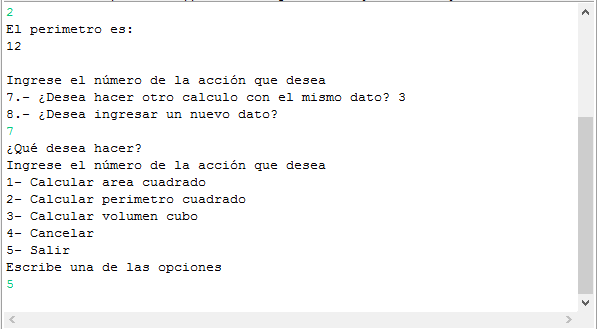 2
El perimetro es:
12
Ingrese el número de la acción que desea
7.- ¿Desea hacer otro calculo con el mismo dato? 3
8.- ¿Desea ingresar un nuevo dato?
7
¿Qué desea hacer?
Ingrese el número de la acción que desea
1- Calcular area cuadrado
2- Calcular perimetro cuadrado
3- Calcular volumen cubo
4- Cancelar
5- Salir
Escribe una de las opciones
5